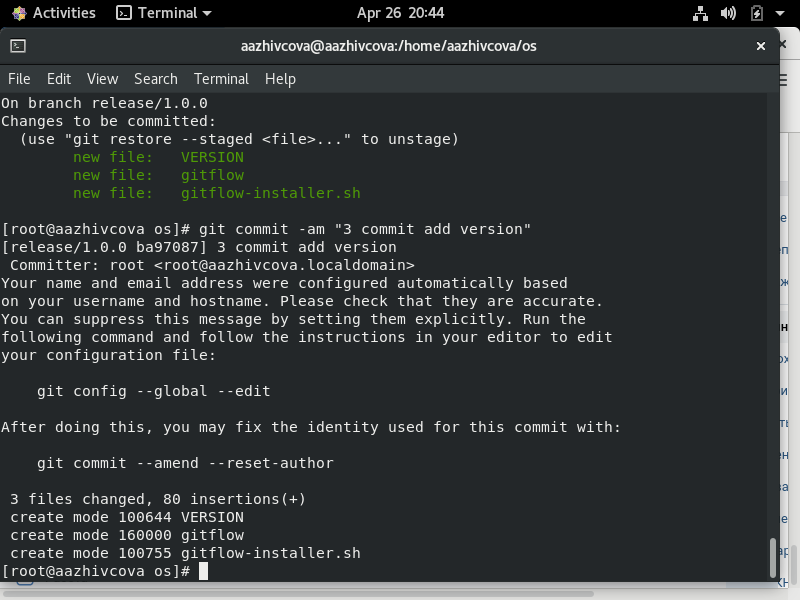 Activities Terminal Apr 26 20:44
aazhivcova@aazhivcova:/home/aazhivcova/os
File Edit View Search Terminal Help
On branch release/1.0.0
Changes to be committed:
  (use "git restore --staged <file>..." to unstage)
        new file:   VERSION
        new file:   gitflow
        new file:   gitflow-installer.sh
[root@aazhivcova os]# git commit -am "3 commit add version"
[release/1.0.0 ba97087] 3 commit add version
 Committer: root <root@aazhivcova.localdomain>
Your name and email address were configured automatically based
on your username and hostname. Please check that they are accurate.
You can suppress this message by setting them explicitly. Run the
following command and follow the instructions in your editor to edit
your configuration file:
    git config --global --edit
After doing this, you may fix the identity used for this commit with:
    git commit --amend --reset-author
 3 files changed, 80 insertions(+)
 create mode 100644 VERSION
 create mode 160000 gitflow
 create mode 100755 gitflow-installer.sh
[root@aazhivcova os]#